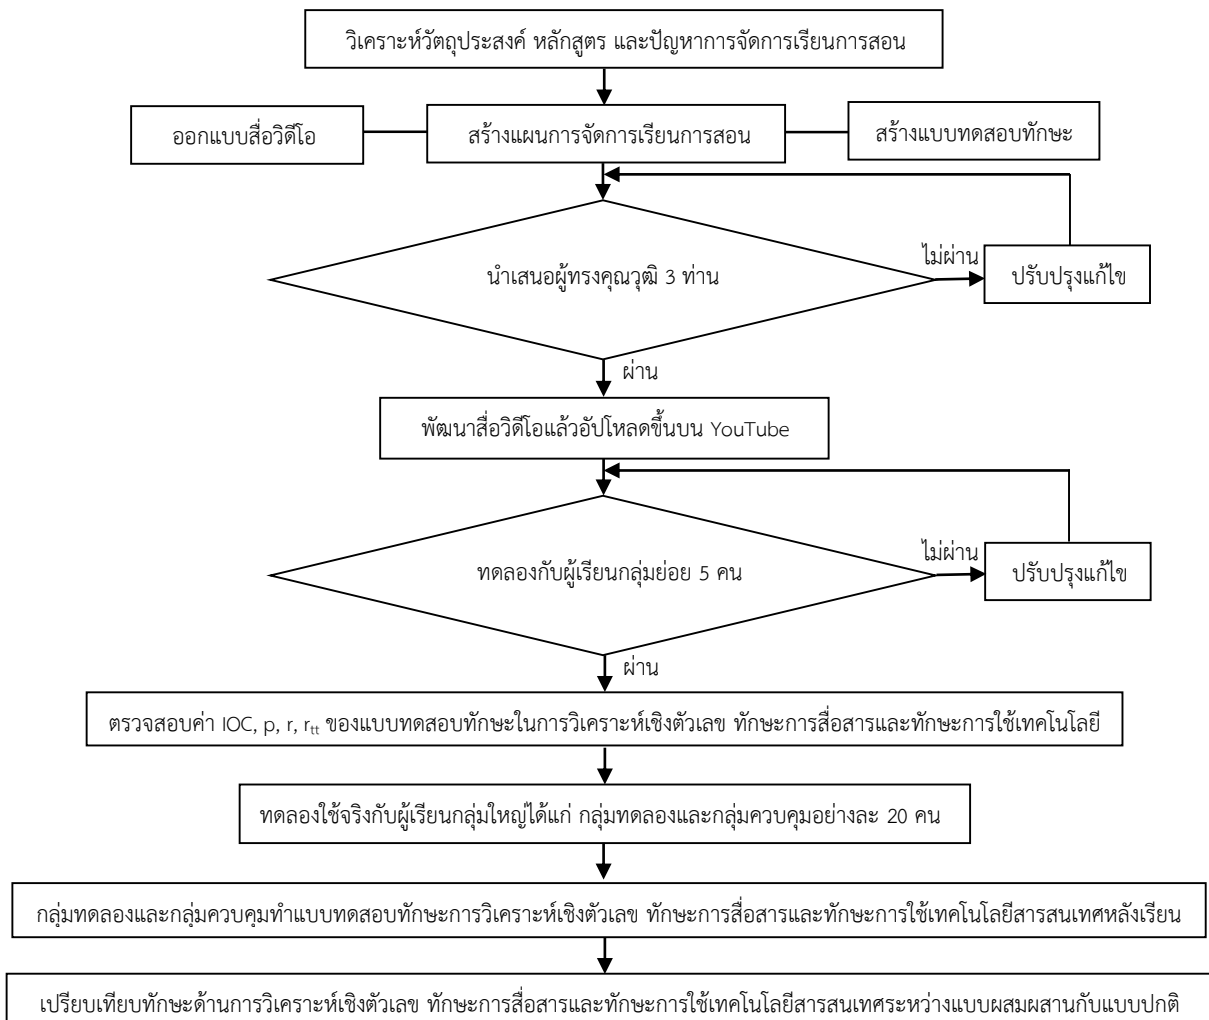 วิเคราะห์วัตถุประสงค์ หลักสูตร และปัญหาการจัดการเรียนการสอน
ออกแบบสื่อวิดีโอ
สร้างแผนการจัดการเรียนการสอน
สร้างแบบทดสอบทักษะ
นำเสนอผู้ทรงคุณวุฒิ 3 ท่าน
ไม่ผ่าน
ปรับปรุงแก้ไข
ผ่าน
พัฒนาสื่อวิดีโอแล้วอัปโหลดขึ้นบน YouTube
ทดลองกับผู้เรียนกลุ่มย่อย 5 คน
ไม่ผ่าน
ปรับปรุงแก้ไข
ผ่าน
ตรวจสอบค่า IOC, p, r, rₜₜ ของแบบทดสอบทักษะในการวิเคราะห์เชิงตัวเลข ทักษะการสื่อสารและทักษะการใช้เทคโนโลยี
ทดลองใช้จริงกับผู้เรียนกลุ่มใหญ่ได้แก่ กลุ่มทดลองและกลุ่มควบคุมอย่างละ 20 คน
กลุ่มทดลองและกลุ่มควบคุมทำแบบทดสอบทักษะการวิเคราะห์เชิงตัวเลข ทักษะการสื่อสารและทักษะการใช้เทคโนโลยีสารสนเทศหลังเรียน
เปรียบเทียบทักษะด้านการวิเคราะห์เชิงตัวเลข ทักษะการสื่อสารและทักษะการใช้เทคโนโลยีสารสนเทศระหว่างแบบผสมผสานกับแบบปกติ